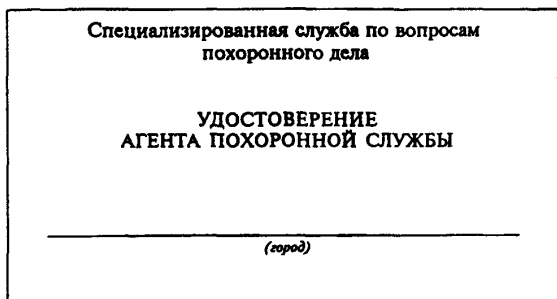 Специализированная служба по вопросам
похоронного дела
УДОСТОВЕРЕНИЕ
АГЕНТА ПОХОРОННОЙ СЛУЖБЫ
(город)